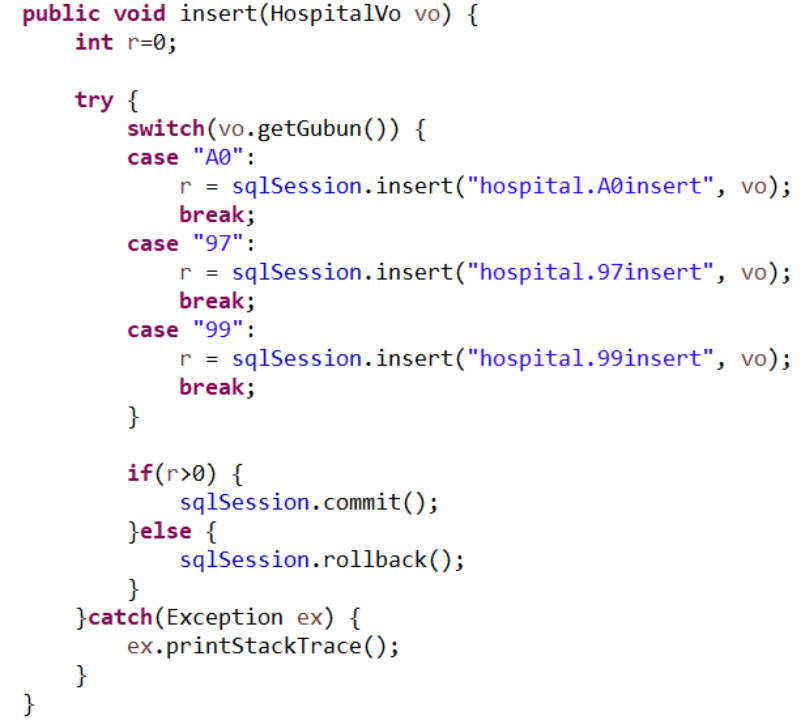 public void insert(HospitalVo vo) {
    int r=0;

    try {
        switch(vo.getGubun()) {
        case "A0":
            r = sqlSession.insert("hospital.A0insert", vo);
            break;
        case "97":
            r = sqlSession.insert("hospital.97insert", vo);
            break;
        case "99":
            r = sqlSession.insert("hospital.99insert", vo);
            break;
        }

        if(r>0) {
            sqlSession.commit();
        }else {
            sqlSession.rollback();
        }
    }catch(Exception ex) {
        ex.printStackTrace();
    }
}